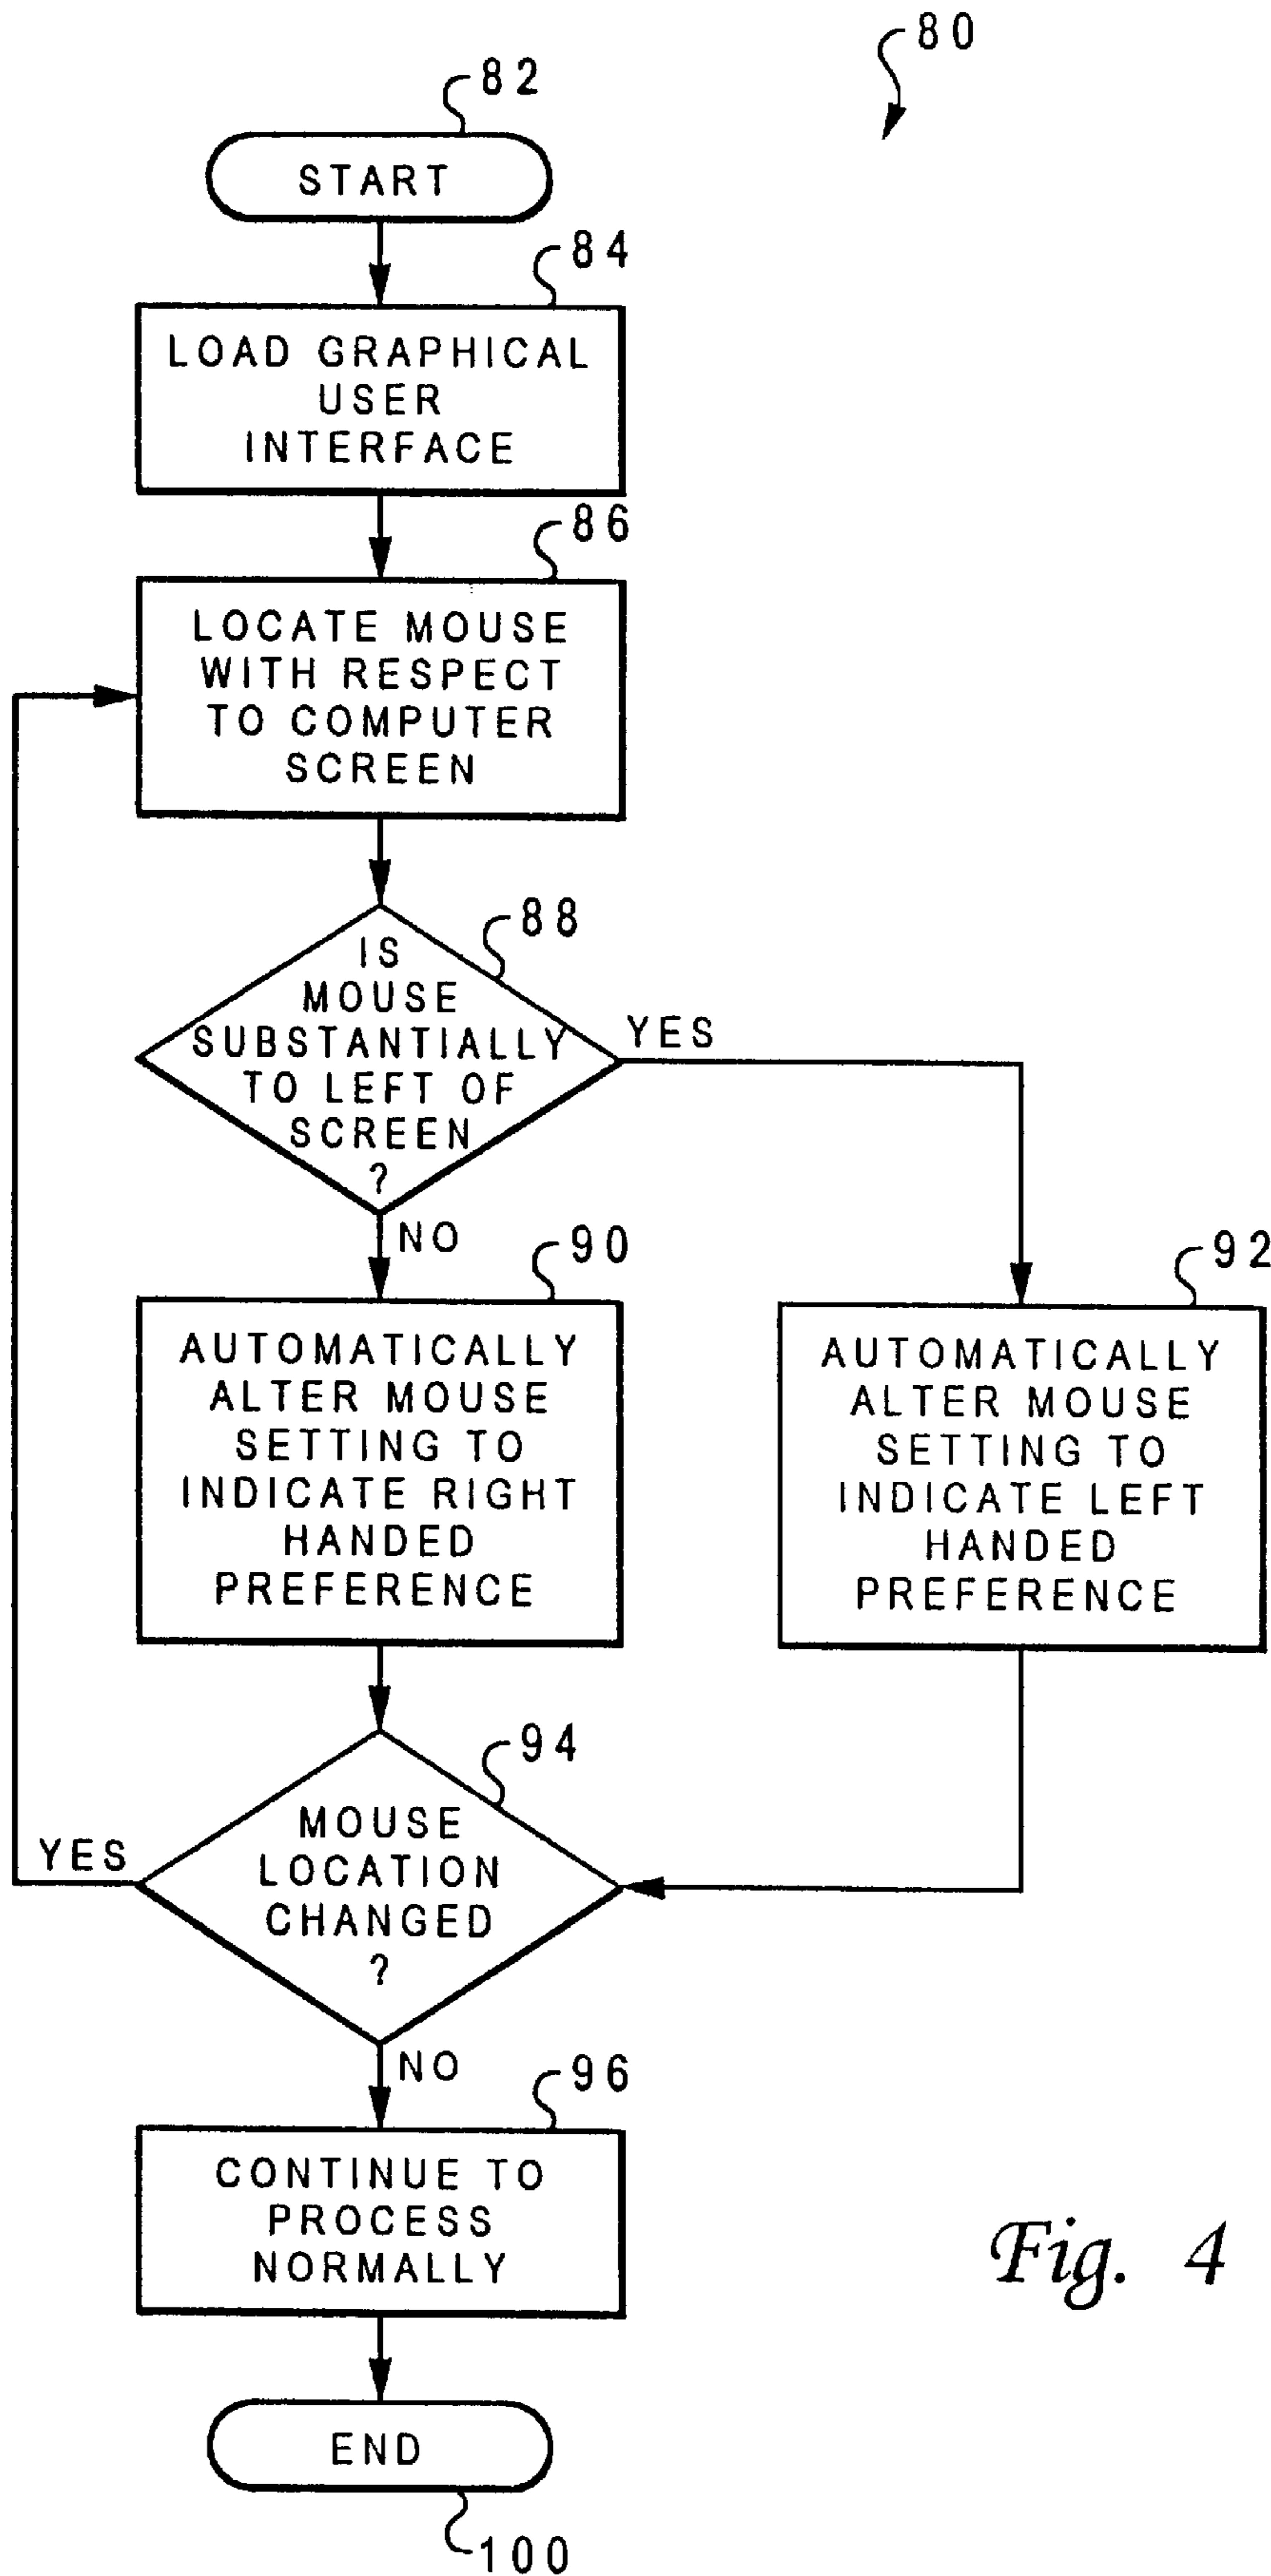 80
82
START
84
LOAD GRAPHICAL
USER
INTERFACE
86
LOCATE MOUSE
WITH RESPECT
TO COMPUTER
SCREEN
88
IS
MOUSE
SUBSTANTIALLY
TO LEFT OF
SCREEN
?
YES
NO
90
AUTOMATICALLY
ALTER MOUSE
SETTING TO
INDICATE RIGHT
HANDED
PREFERENCE
92
AUTOMATICALLY
ALTER MOUSE
SETTING TO
INDICATE LEFT
HANDED
PREFERENCE
94
MOUSE
LOCATION
CHANGED
?
YES
NO
96
CONTINUE TO
PROCESS
NORMALLY
END
100
Fig. 4